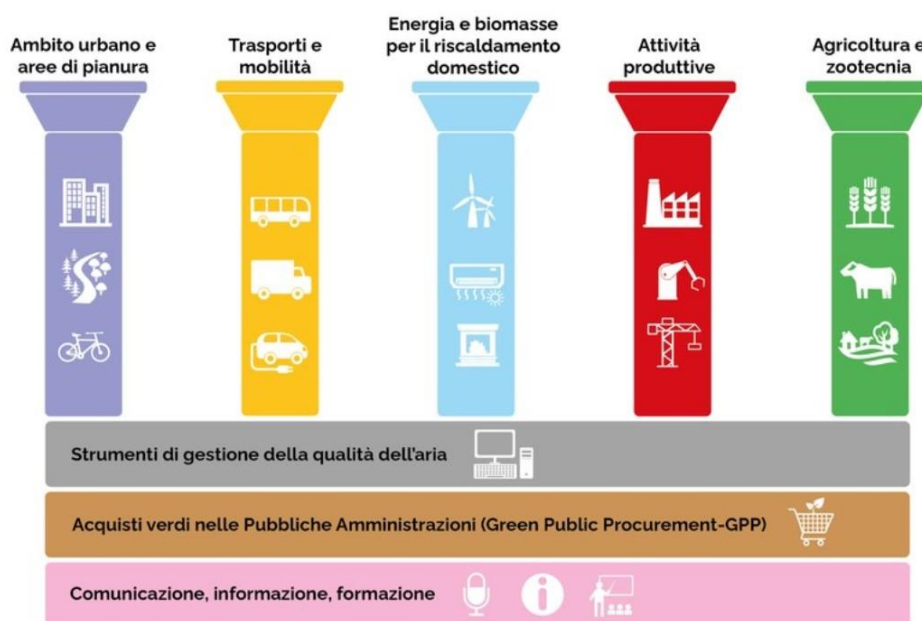 Ambito urbano e
aree di pianura
Trasporti e
mobilità
Energia e biomasse
per il riscaldamento
domestico
Attività
produttive
Agricoltura e
zootecnia
Strumenti di gestione della qualità dell'aria
Acquisti verdi nelle Pubbliche Amministrazioni (Green Public Procurement-GPP)
Comunicazione, informazione, formazione
i